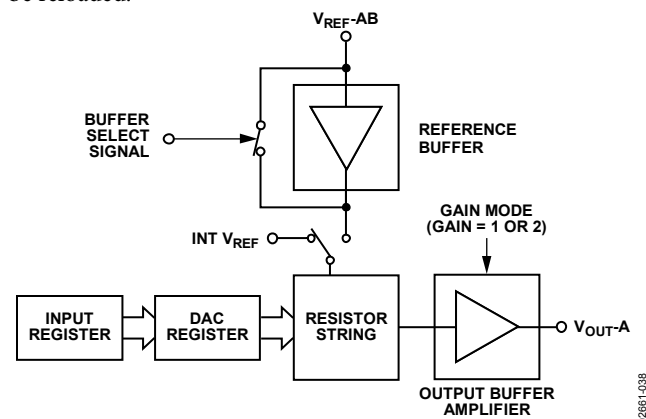 VREF-AB
BUFFER
SELECT
SIGNAL
REFERENCE
BUFFER
INT VREF
GAIN MODE
(GAIN = 1 OR 2)
INPUT
REGISTER
DAC
REGISTER
RESISTOR
STRING
VOUT-A
OUTPUT BUFFER
AMPLIFIER
2661-038